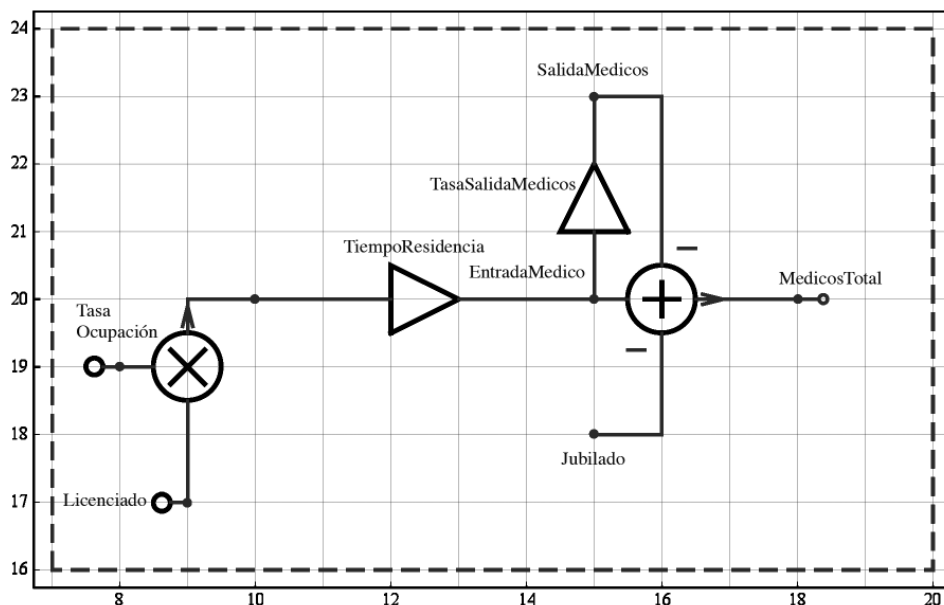 24
23
22
21
20
19
18
17
16
8
10
12
14
16
18
20
SalidaMedicos
TasaSalidaMedicos
TiempoResidencia
EntradaMedico
MedicosTotal
Tasa
Ocupación
Jubilado
Licenciado